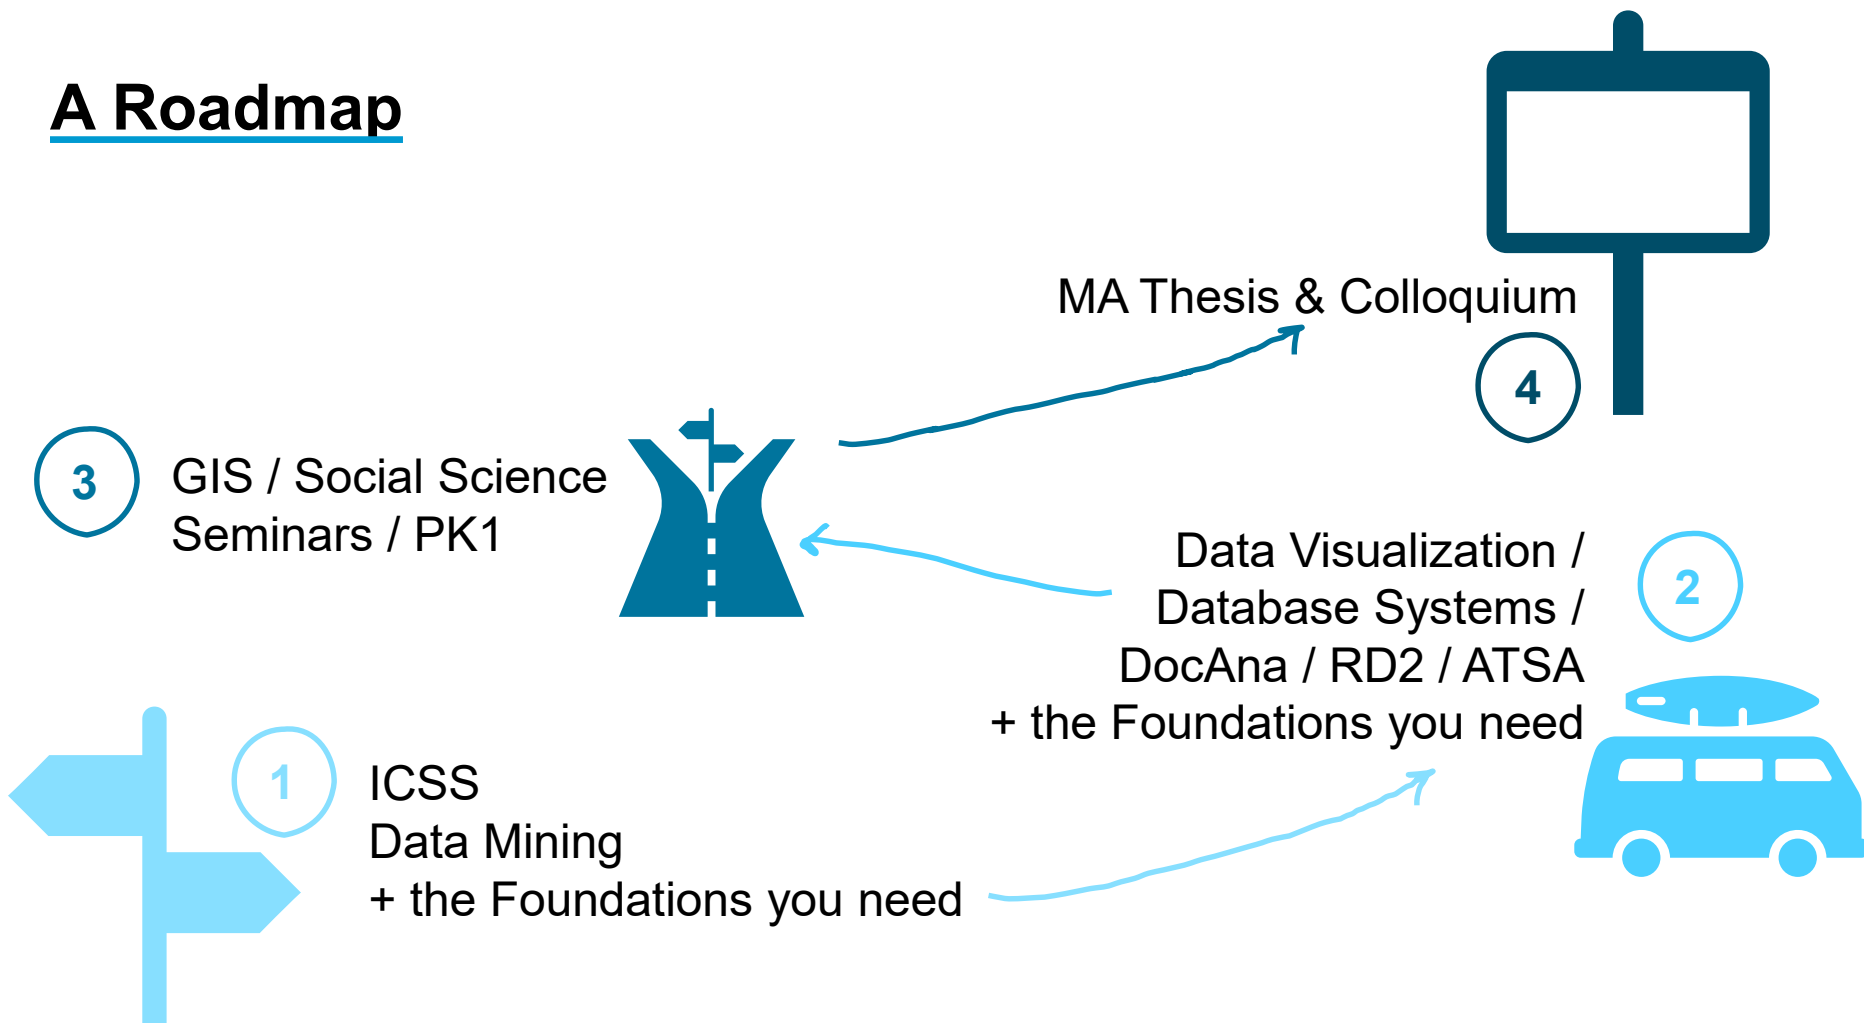 A Roadmap
1
ICSS
Data Mining
+ the Foundations you need
2
Data Visualization /
Database Systems /
DocAna / RD2 / ATSA
+ the Foundations you need
3
GIS / Social Science
Seminars / PK1
MA Thesis & Colloquium
4